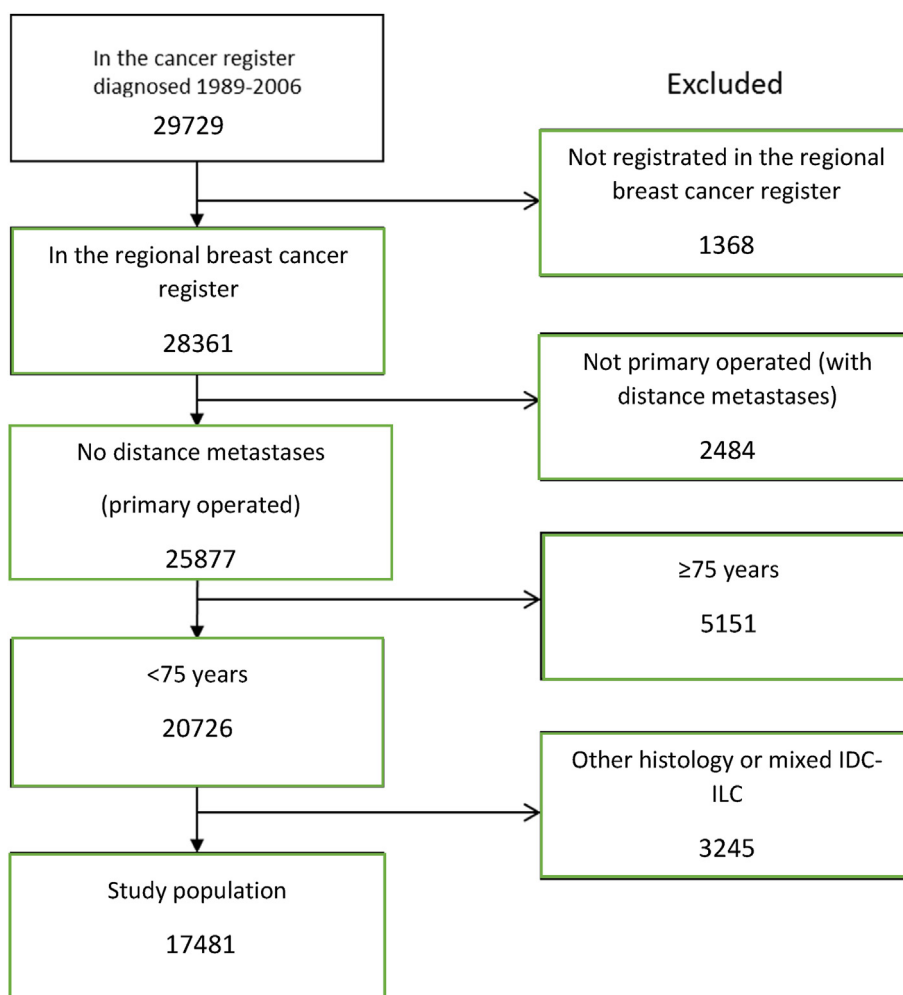 In the cancer register
diagnosed 1989-2006
29729
Excluded
Not registrated in the regional
breast cancer register
1368
In the regional breast cancer
register
28361
Not primary operated (with
distance metastases)
2484
No distance metastases
(primary operated)
25877
≥75 years
5151
<75 years
20726
Other histology or mixed IDC-
ILC
3245
Study population
17481